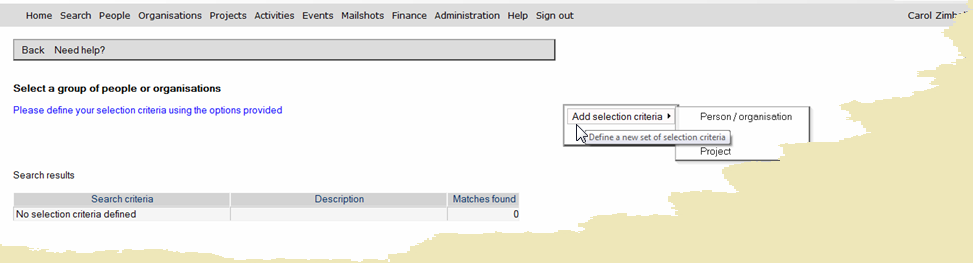 Home Search People Organisations Projects Activities Events Mailshots Finance Administration Help Sign out Carol
Back Need help?
Select a group of people or organisations
Please define your selection criteria using the options provided
Add selection criteria Person / organisation
Define a new set of selection criteria
Project
Search results
Search criteria Description Matches found
No selection criteria defined 0